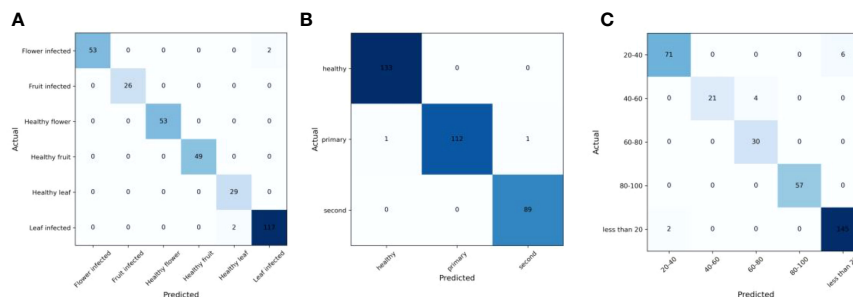 A
Actual
Flower infected 53 0 0 0 0 2
Fruit infected 0 26 0 0 0 0
Healthy flower 0 0 53 0 0 0
Healthy fruit 0 0 0 49 0 0
Healthy leaf 0 0 0 0 29 0
Leaf infected 0 0 0 0 2
Flower infected Fruit infected Healthy flower Healthy fruit Healthy leaf Leaf infected
Predicted
B
Actual
healthy 0 0
primary 1 112 1
second 0 0 89
healthy primary second
Predicted
C
Actual
20-40 71 0 0 0 6
40-60 0 21 4 0 0
60-80 0 0 30 0 0
80-100 0 0 0 57 0
less than 20 2 0 0 0
20-40 40-60 60-80 80-100 less than 2
Predicted